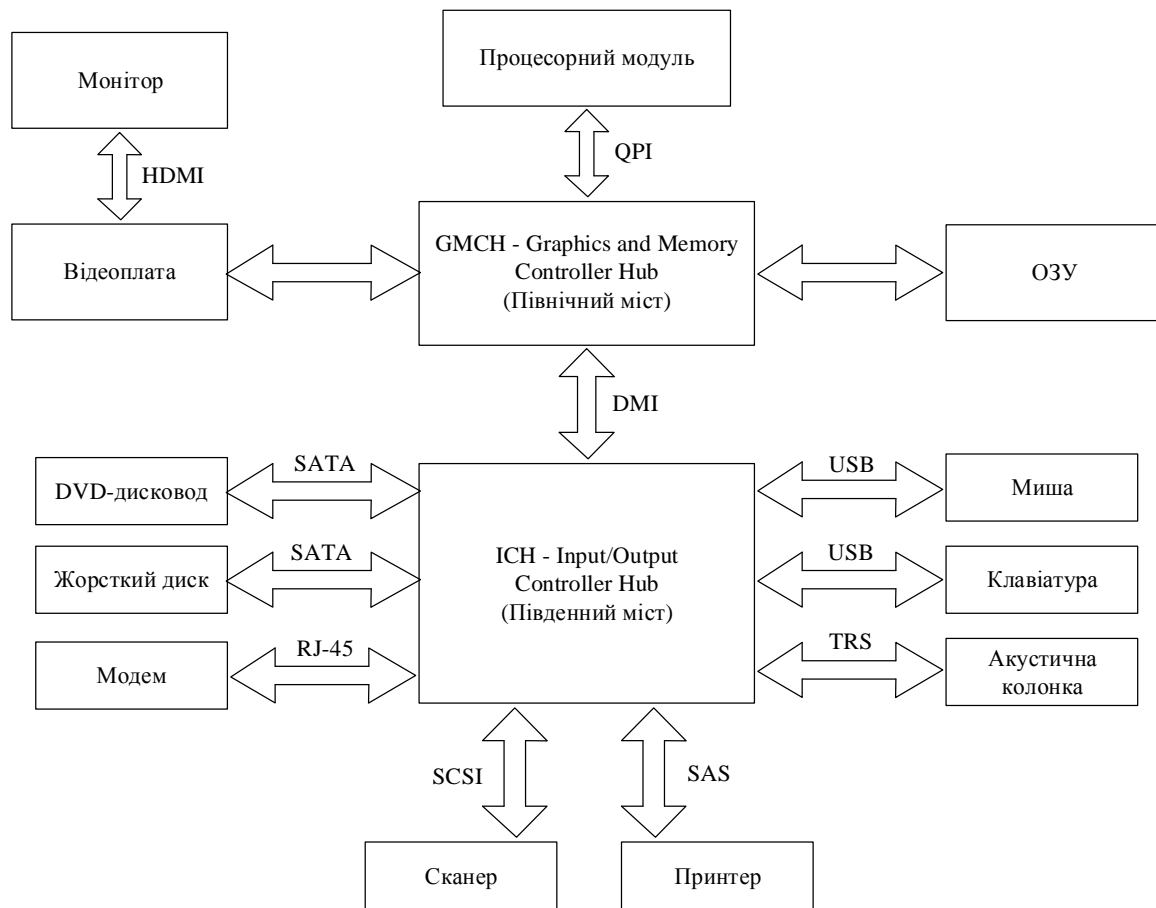 Монітор
Процесорний модуль
HDMI
QPI
Відеоплата
GMCH - Graphics and Memory
Controller Hub
(Північний міст)
ОЗУ
DMI
DVD-дисковод
SATA
USB
Миша
Жорсткий диск
SATA
ICH - Input/Output
Controller Hub
(Південний міст)
USB
Клавіатура
Модем
RJ-45
TRS
Акустична
колонка
SCSI
SAS
Сканер
Принтер